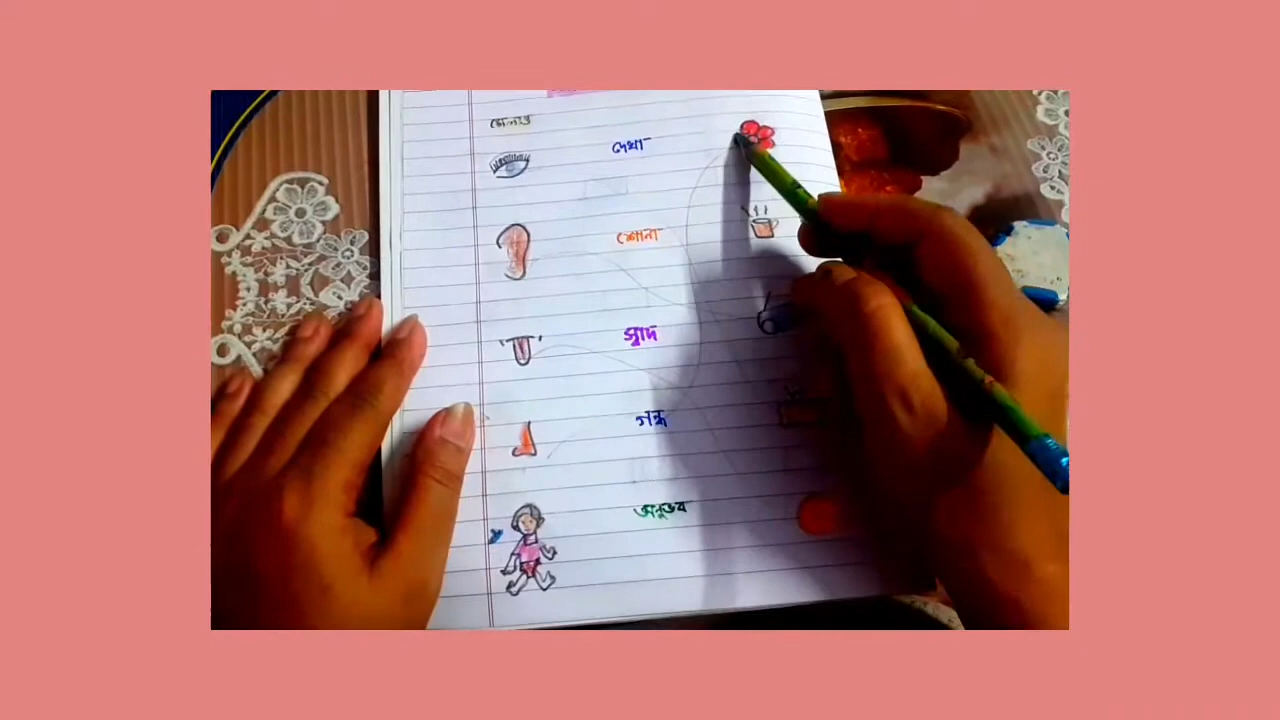 মেলাও
দেখা
শোনা
স্বাদ
গন্ধ
অনুভব